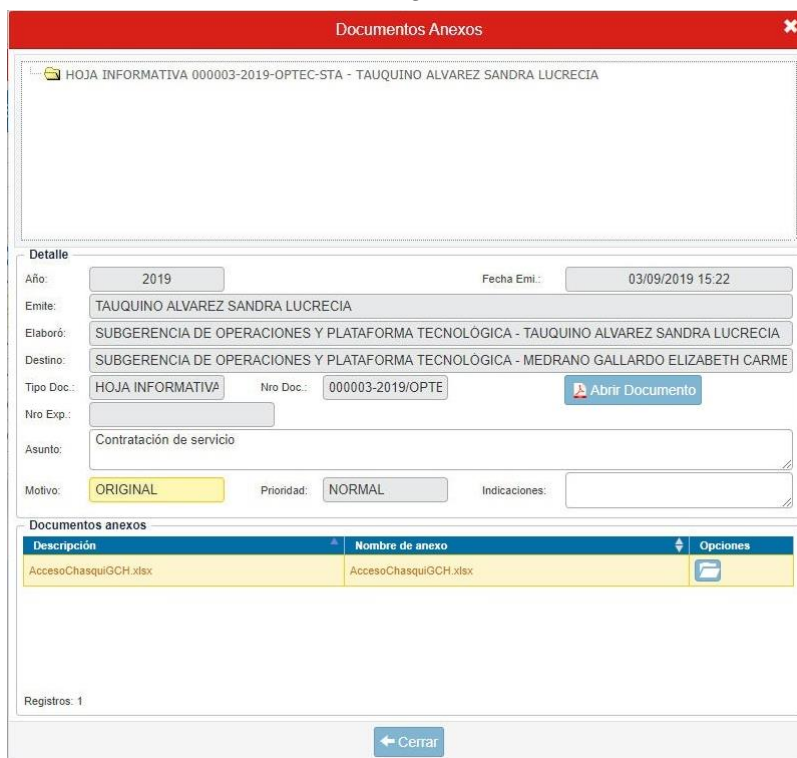 Documentos Anexos
HOJA INFORMATIVA 000003-2019-OPTEC-STA - TAUQUINO ALVAREZ SANDRA LUCRECIA
Detalle
Año: 2019 Fecha Emi.: 03/09/2019 15:22
Emite: TAUQUINO ALVAREZ SANDRA LUCRECIA
Elaboró: SUBGERENCIA DE OPERACIONES Y PLATAFORMA TECNOLÓGICA - TAUQUINO ALVAREZ SANDRA LUCRECIA
Destino: SUBGERENCIA DE OPERACIONES Y PLATAFORMA TECNOLÓGICA - MEDRANO GALLARDO ELIZABETH CARME
Tipo Doc.: HOJA INFORMATIVA Nro Doc.: 000003-2019/OPTE Abrir Documento
Nro Exp.:
Asunto: Contratación de servicio
Motivo: ORIGINAL Prioridad: NORMAL Indicaciones:
Documentos anexos
Descripción Nombre de anexo Opciones
AccesoChasquiGCH.xlsx AccesoChasquiGCH.xlsx
Registros: 1
Cerrar